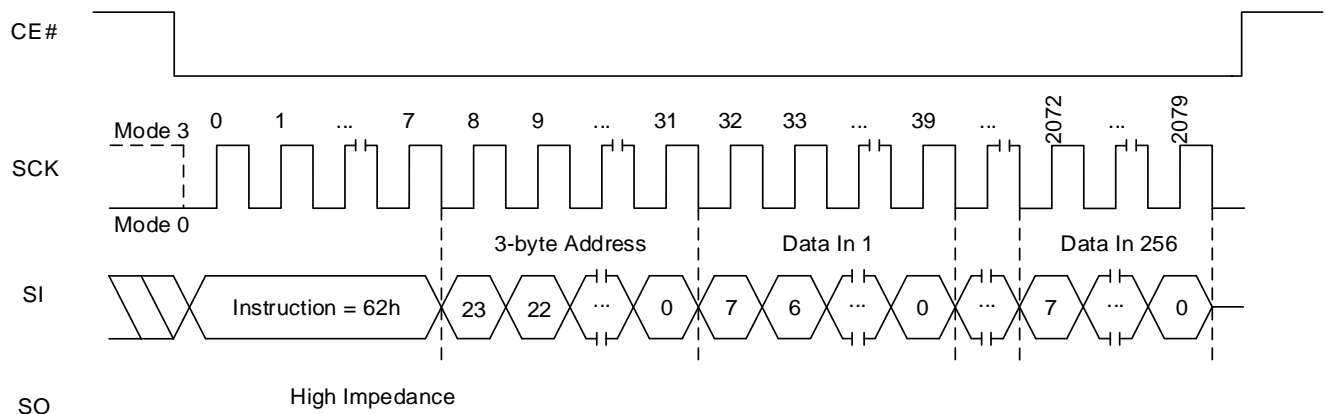 CE#
0 1 ... 7 8 9 ... 31 32 33 ... 39 ... 2072 ... 2079
Mode 3
SCK
Mode 0
3-byte Address Data In 1 Data In 256
SI Instruction = 62h 23 22 ... 0 7 6 ... 0 ... 7 ... 0
High Impedance
SO